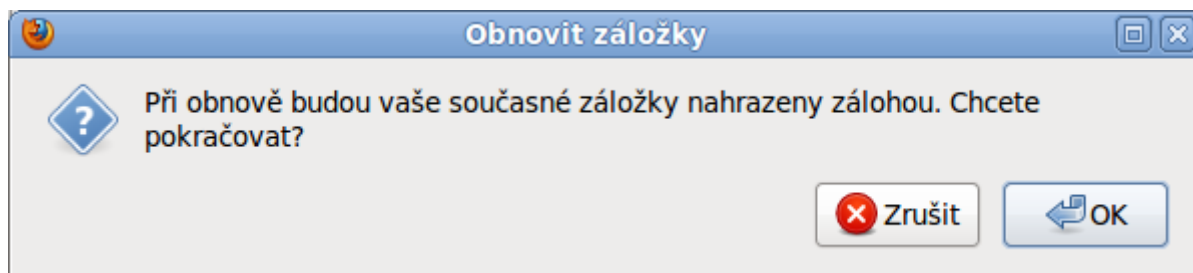 Obnovit záložky
Při obnově budou vaše současné záložky nahrazeny zálohou. Chcete
pokračovat?
Zrušit
OK